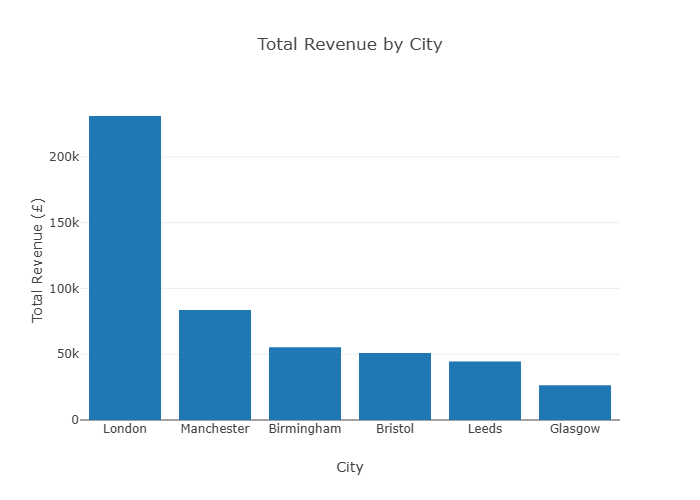 Total Revenue by City
Total Revenue (£)
200k
150k
100k
50k
0
London Manchester Birmingham Bristol Leeds Glasgow
City